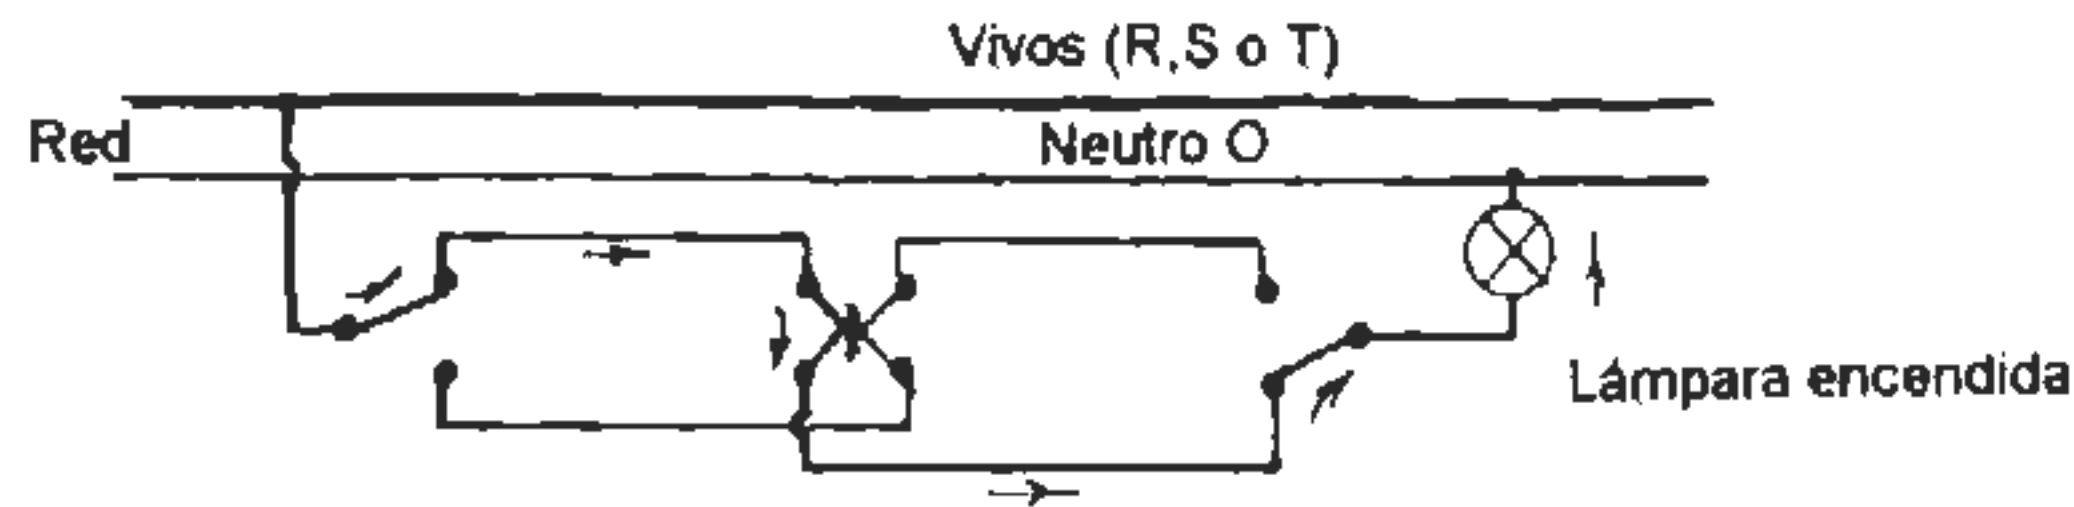 Vivos (R,S o T)
Red
Neutro O
Lámpara encendida